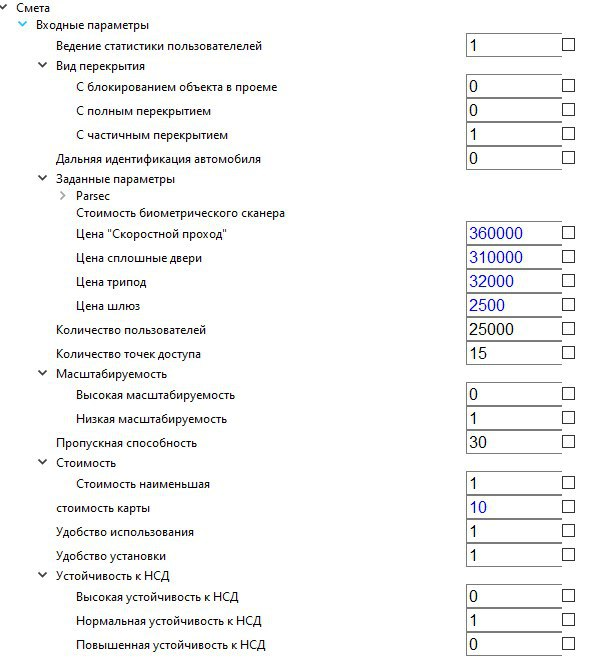 Смета
Входные параметры
Ведение статистики пользователелей 1
Вид перекрытия
С блокированием объекта в проеме 0
С полным перекрытием 0
С частичным перекрытием 1
Дальняя идентификация автомобиля 0
Заданные параметры
Parsec
Стоимость биометрического сканера
Цена "Скоростной проход" 360000
Цена сплошные двери 310000
Цена трипод 32000
Цена шлюз 2500
Количество пользователей 25000
Количество точек доступа 15
Масштабируемость
Высокая масштабируемость 0
Низкая масштабируемость 1
Пропускная способность 30
Стоимость
Стоимость наименьшая 1
стоимость карты 10
Удобство использования 1
Удобство установки 1
Устойчивость к НСД
Высокая устойчивость к НСД 0
Нормальная устойчивость к НСД 1
Повышенная устойчивость к НСД 0